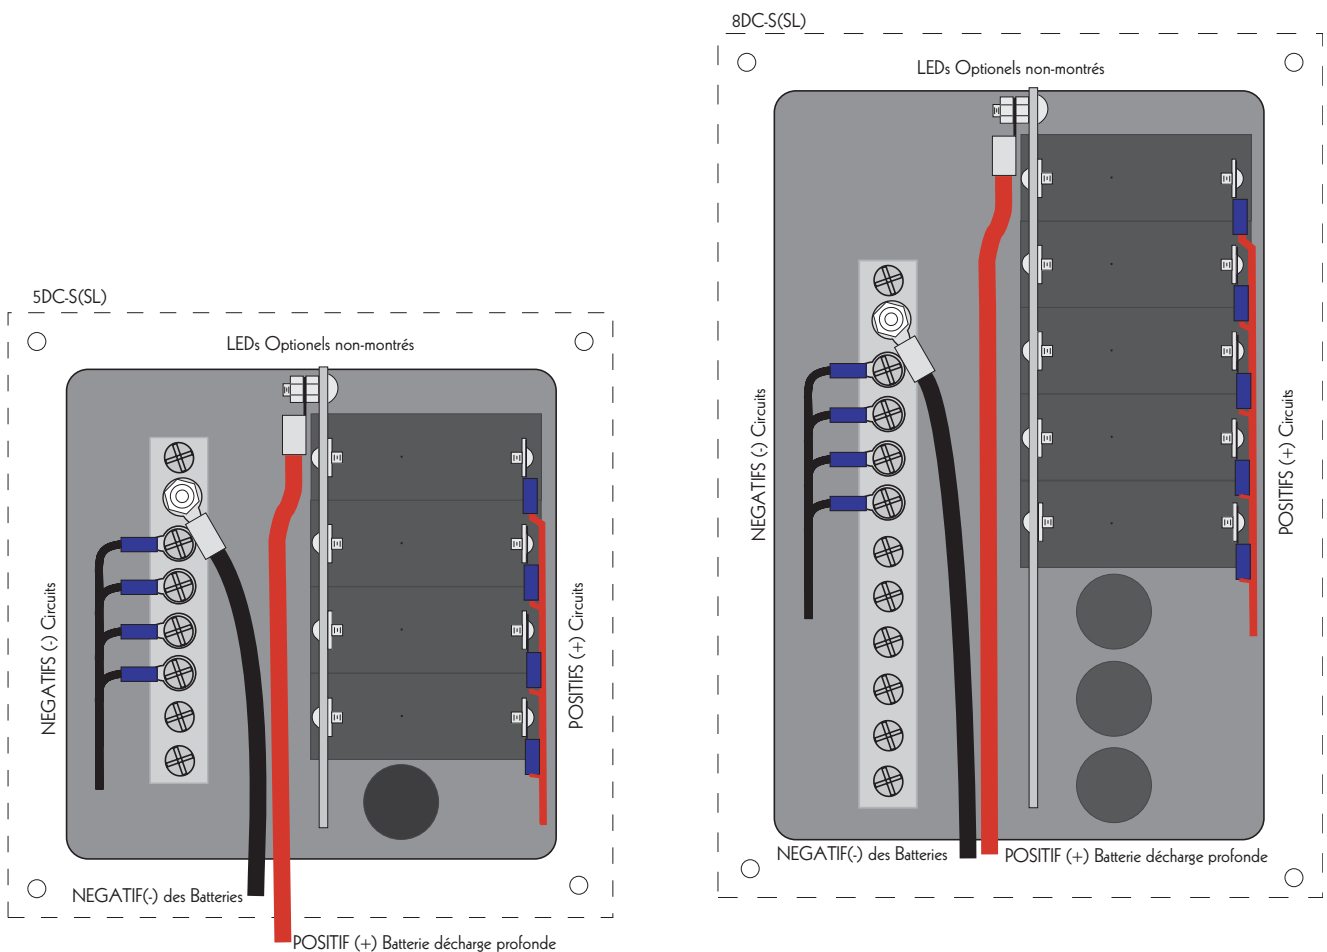 5DC-S(SL)
LEDs Optionels non-montrés
NEGATIFS (-) Circuits
POSITIFS (+) Circuits
NEGATIF(-) des Batteries
POSITIF (+) Batterie décharge profonde
8DC-S(SL)
LEDs Optionels non-montrés
NEGATIFS (-) Circuits
POSITIFS (+) Circuits
NEGATIF(-) des Batteries
POSITIF (+) Batterie décharge profonde